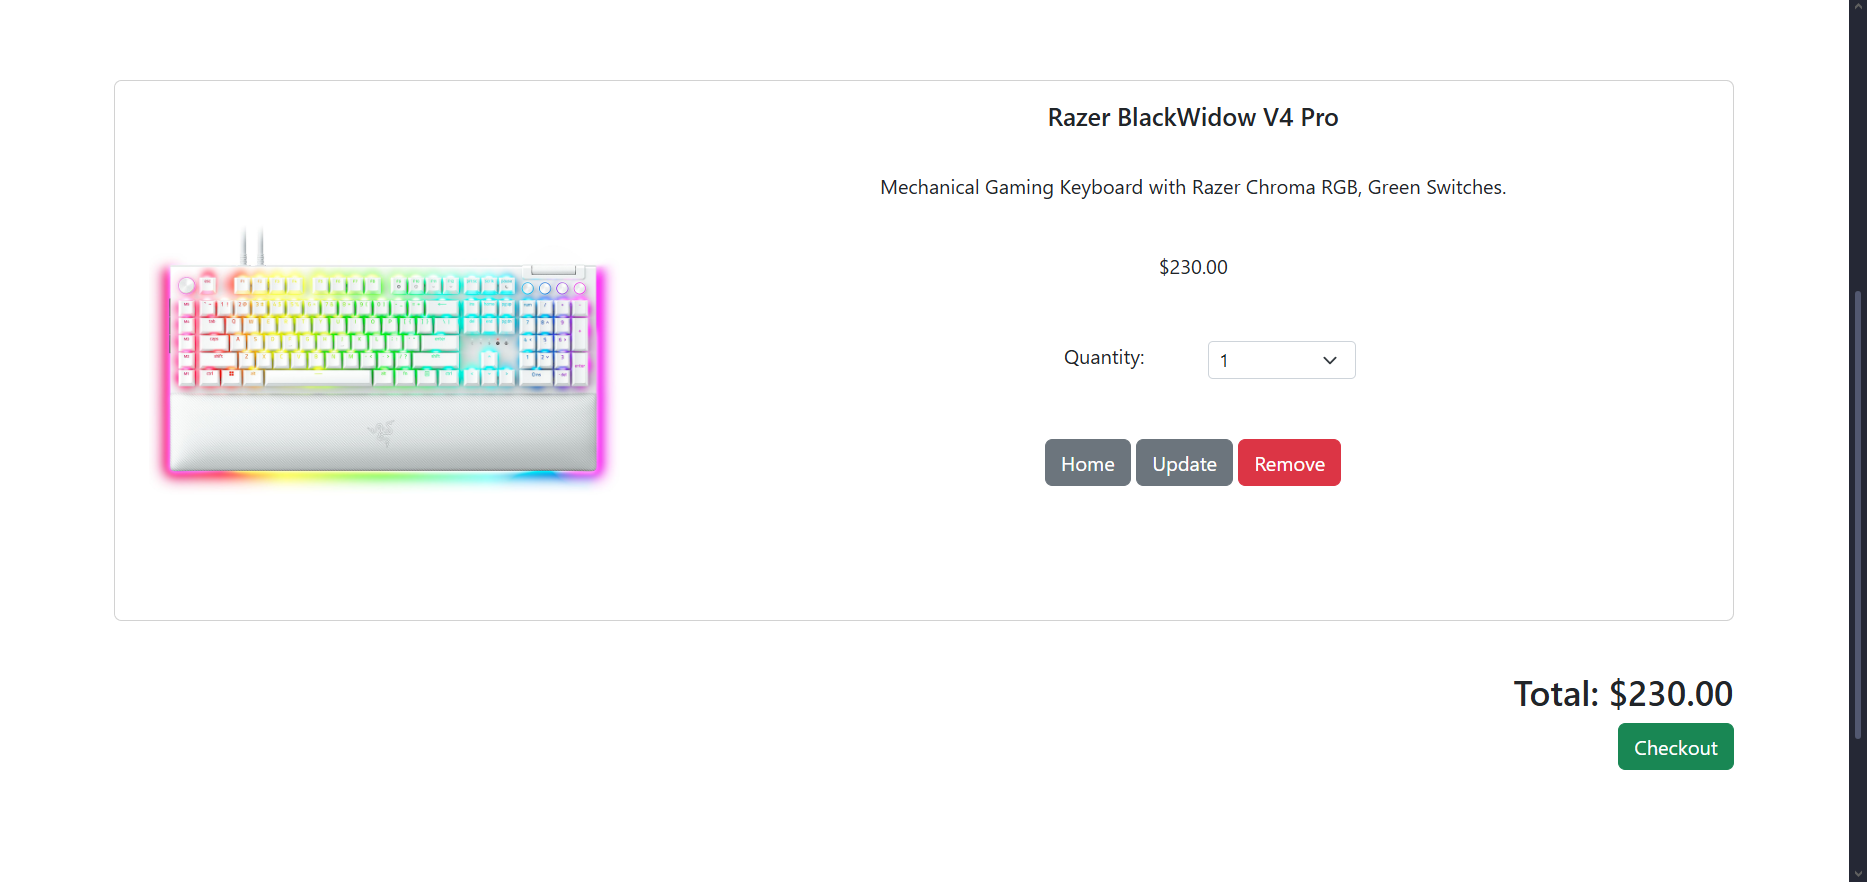 Razer BlackWidow V4 Pro
Mechanical Gaming Keyboard with Razer Chroma RGB, Green Switches.
$230.00
Quantity:
1
Home
Update
Remove
Total: $230.00
Checkout